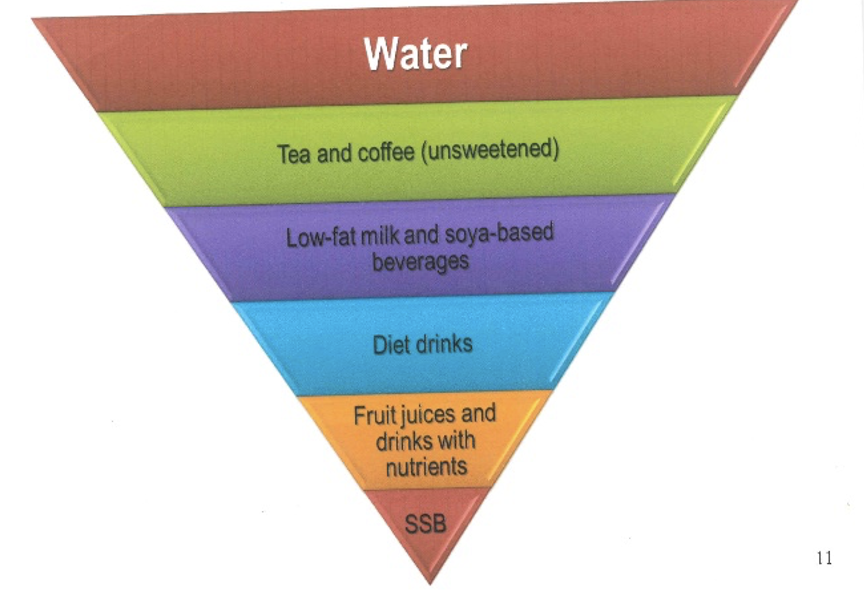 Water
Tea and coffee (unsweetened)
Low-fat milk and soya-based
beverages
Diet drinks
Fruit juices and
drinks with
nutrients
SSB
11